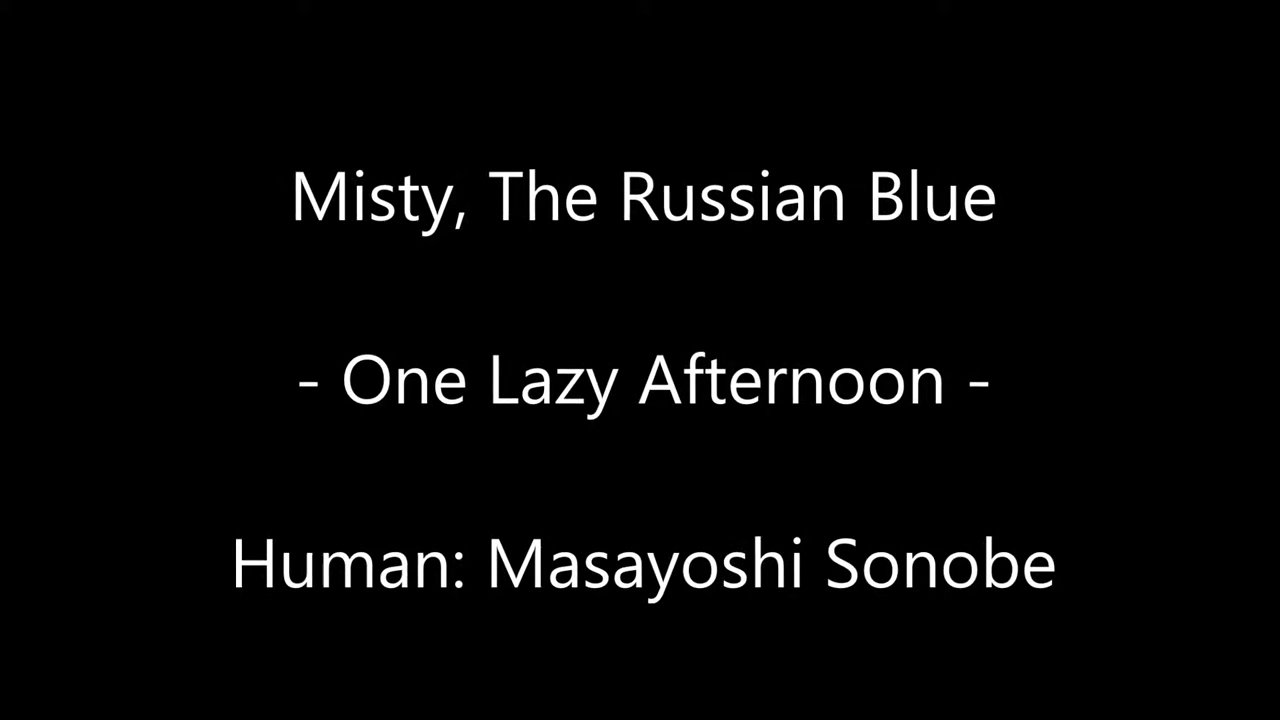 Misty, The Russian Blue
- One Lazy Afternoon -
Human: Masayoshi Sonobe